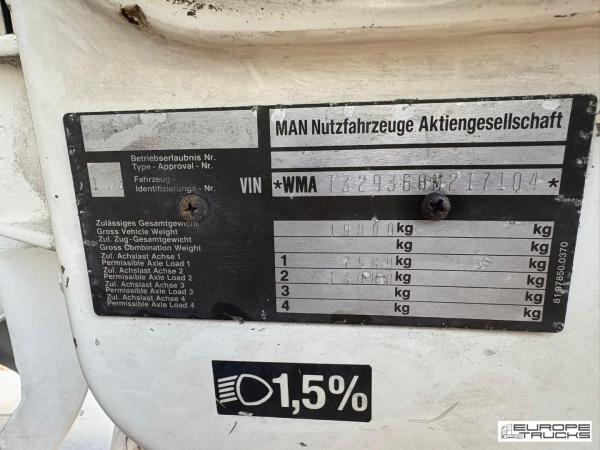 MAN Nutzfahrzeuge Aktiengesellschaft
Betriebserlaubnis Nr.
Type - Approval - Nr.
Fahrzeug-
Identifizierungs- Nr.
VIN *WMA *
Zulässiges Gesamtgewicht
Gross Vehicle Weight
kg
Zul. Zug-Gesamtgewicht
Gross Combination Weight
kg
Zul. Achslast Achse 1
Permissible Axle Load 1
1 kg
Zul. Achslast Achse 2
Permissible Axle Load 2
2 kg
Zul. Achslast Achse 3
Permissible Axle Load 3
3 kg kg
Zul. Achslast Achse 4
Permissible Axle Load 4
4 kg kg
kg
kg
kg
kg
81.97850.0370
1,5%
EUROPE
TRUCKS